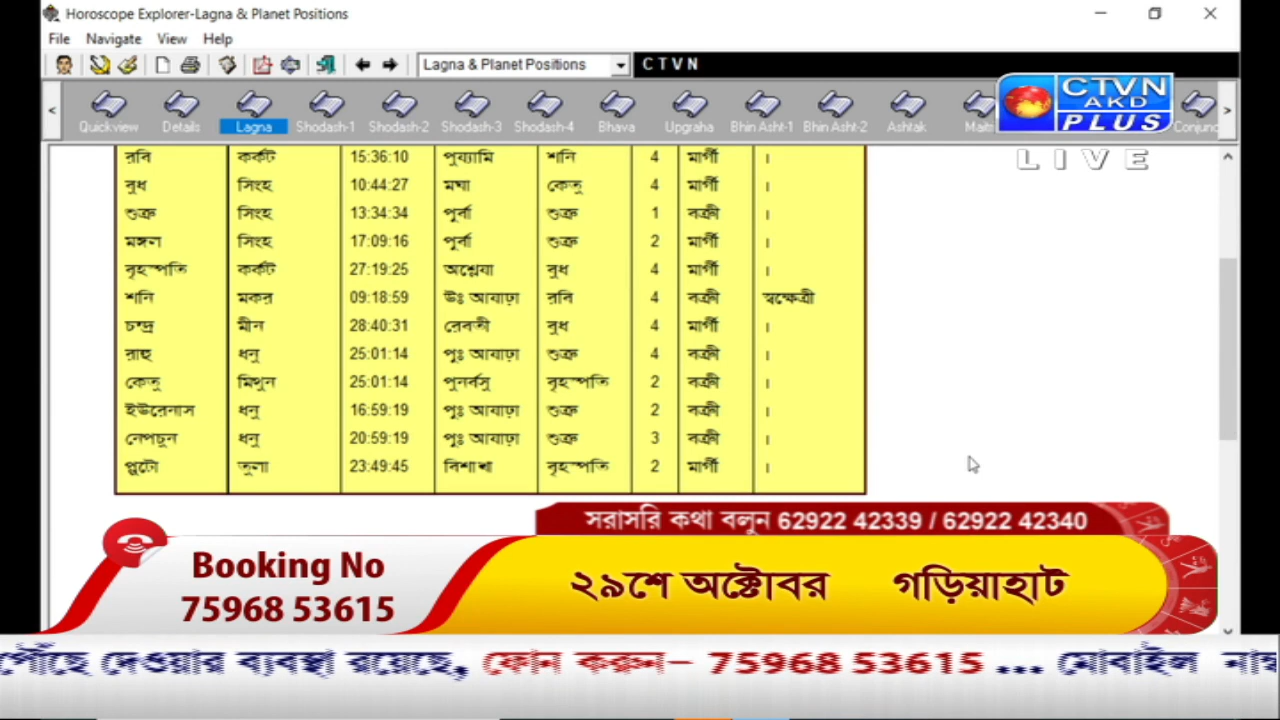 Horoscope Explorer-Lagna & Planet Positions
File Navigate View Help
Lagna & Planet Positions CTVN
Quickview Details Lagna Shodash-1 Shodash-2 Shodash-3 Shodash-4 Bhava Upgraha Bhin Asht-1 Bhin Asht-2 Ashtak
CTVN
AKD
PLUS
LIVE
রবি কর্কট 15:36:10 পুষ্যামি শনি 4 মার্গী ।
বুধ সিংহ 10:44:27 মঘা কেতু 4 মার্গী ।
শুক্র সিংহ 13:34:34 পুর্বা শুক্র 1 বক্রী ।
মঙ্গল সিংহ 17:09:16 পুর্বা শুক্র 2 মার্গী ।
বৃহস্পতি কর্কট 27:19:25 অশ্লেষা বুধ 4 মার্গী ।
শনি মকর 09:18:59 উঃ আষাঢ়া রবি 4 বক্রী স্বক্ষেত্রী
চন্দ্র মীন 28:40:31 রেবতী বুধ 4 মার্গী ।
রাহু ধনু 25:01:14 পুঃ আষাঢ়া শুক্র 4 বক্রী ।
কেতু মিথুন 25:01:14 পুনর্বসু বৃহস্পতি 2 বক্রী ।
ইউরেনাস ধনু 16:59:19 পুঃ আষাঢ়া শুক্র 2 বক্রী ।
নেপচুন ধনু 20:59:19 পুঃ আষাঢ়া শুক্র 3 বক্রী ।
প্লুটো তুলা 23:49:45 বিশাখা বৃহস্পতি 2 মার্গী ।
সরাসরি কথা বলুন 62922 42339 / 62922 42340
Booking No
75968 53615
২৯শে অক্টোবর গড়িয়াহাট
পৌঁছে দেওয়ার ব্যবস্থা রয়েছে, ফোন করুন– 75968 53615 ... মোবাইল